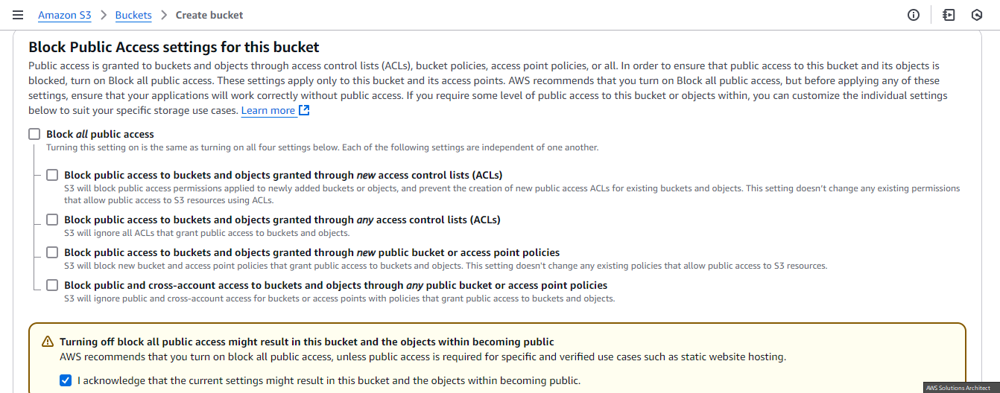 Amazon S3 > Buckets > Create bucket
Block Public Access settings for this bucket
Public access is granted to buckets and objects through access control lists (ACLs), bucket policies, access point policies, or all. In order to ensure that public access to this bucket and its objects is
blocked, turn on Block all public access. These settings apply only to this bucket and its access points. AWS recommends that you turn on Block all public access, but before applying any of these
settings, ensure that your applications will work correctly without public access. If you require some level of public access to this bucket or objects within, you can customize the individual settings
below to suit your specific storage use cases. Learn more
Block all public access
Turning this setting on is the same as turning on all four settings below. Each of the following settings are independent of one another.
Block public access to buckets and objects granted through new access control lists (ACLs)
S3 will block public access permissions applied to newly added buckets or objects, and prevent the creation of new public access ACLs for existing buckets and objects. This setting doesn't change any existing permissions
that allow public access to S3 resources using ACLs.
Block public access to buckets and objects granted through any access control lists (ACLs)
S3 will ignore all ACLs that grant public access to buckets and objects.
Block public access to buckets and objects granted through new public bucket or access point policies
S3 will block new bucket and access point policies that grant public access to buckets and objects. This setting doesn't change any existing policies that allow public access to S3 resources.
Block public and cross-account access to buckets and objects through any public bucket or access point policies
S3 will ignore public and cross-account access for buckets or access points with policies that grant public access to buckets and objects.
Turning off block all public access might result in this bucket and the objects within becoming public
AWS recommends that you turn on block all public access, unless public access is required for specific and verified use cases such as static website hosting.
I acknowledge that the current settings might result in this bucket and the objects within becoming public.
AWS Solutions Architect